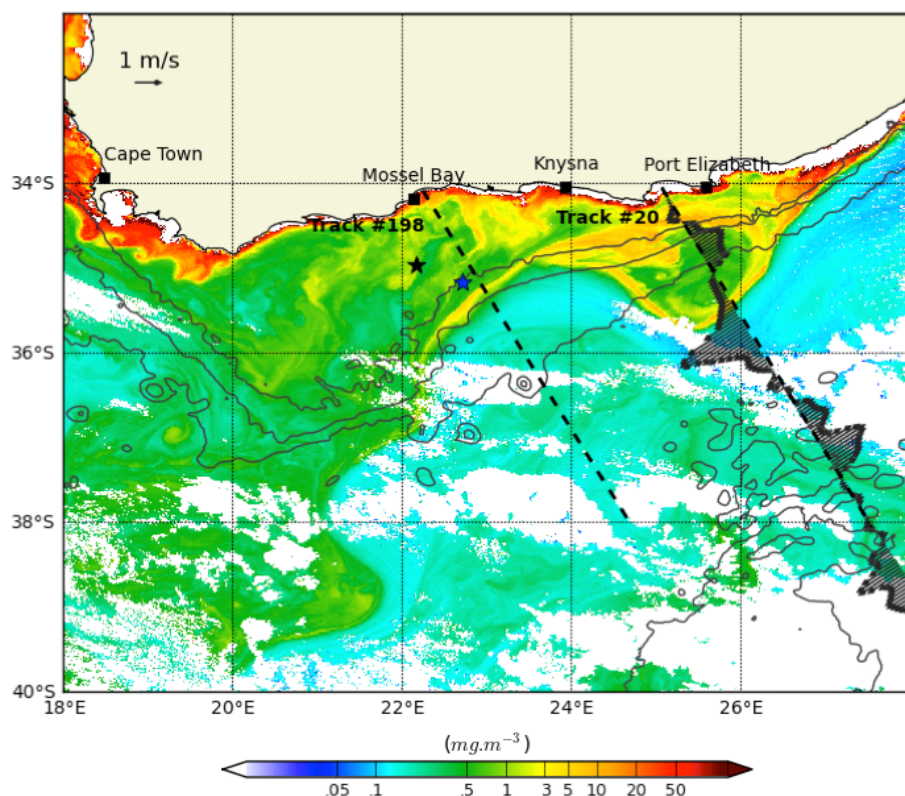 1 m/s
Cape Town
Mossel Bay
Knysna
Port Elizabeth
34°S
Track #198
Track #20
36°S
38°S
40°S
18°E
20°E
22°E
24°E
26°E
(mg.m⁻³)
.05
.1
.5
1
3
5
10
20
50